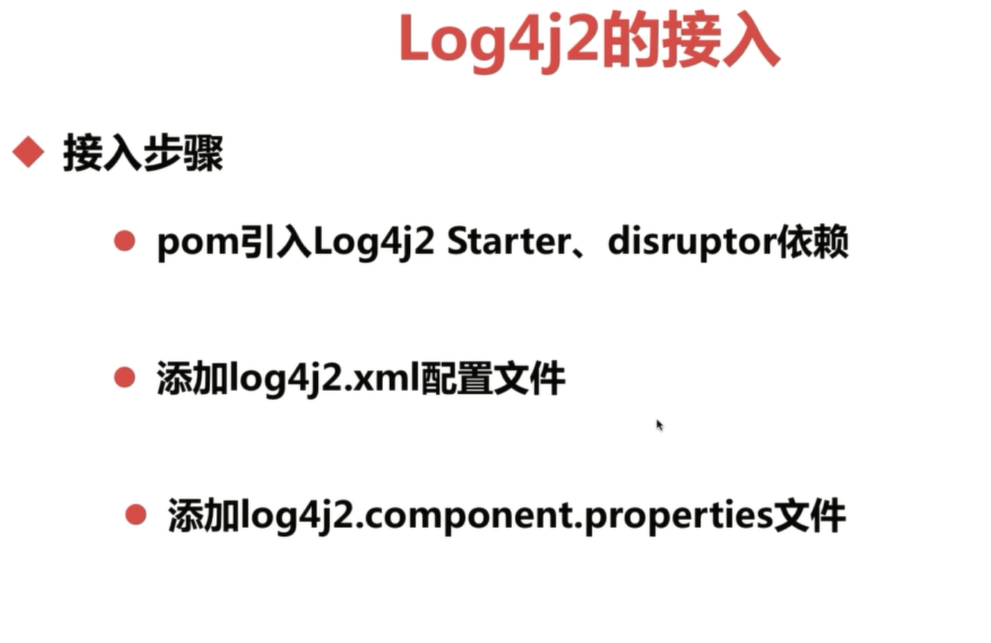 Log4j2的接入
接入步骤
pom引入Log4j2 Starter、disruptor依赖
添加log4j2.xml配置文件
添加log4j2.component.properties文件